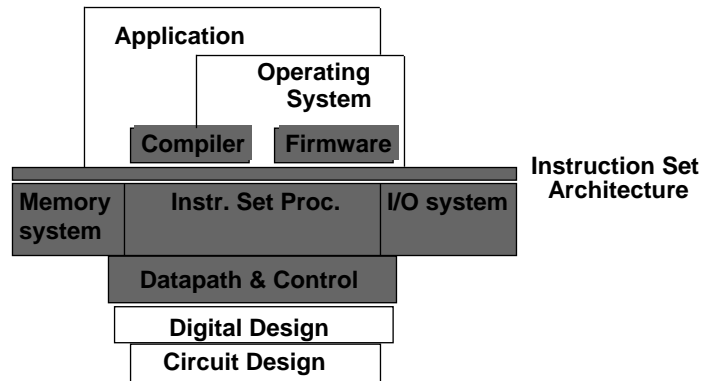 Application
Operating
System
Compiler
Firmware
Instruction Set
Architecture
Memory
system
Instr. Set Proc.
I/O system
Datapath & Control
Digital Design
Circuit Design